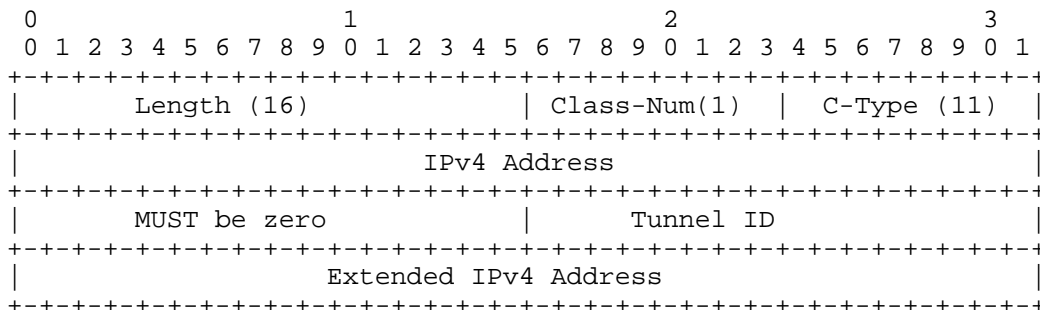 0                   1                   2                   3
 0 1 2 3 4 5 6 7 8 9 0 1 2 3 4 5 6 7 8 9 0 1 2 3 4 5 6 7 8 9 0 1
+-+-+-+-+-+-+-+-+-+-+-+-+-+-+-+-+-+-+-+-+-+-+-+-+-+-+-+-+-+-+-+-+
|       Length (16)             | Class-Num(1)  |  C-Type (11)  |
+-+-+-+-+-+-+-+-+-+-+-+-+-+-+-+-+-+-+-+-+-+-+-+-+-+-+-+-+-+-+-+-+
|                         IPv4 Address                          |
+-+-+-+-+-+-+-+-+-+-+-+-+-+-+-+-+-+-+-+-+-+-+-+-+-+-+-+-+-+-+-+-+
|       MUST be zero            |      Tunnel ID                |
+-+-+-+-+-+-+-+-+-+-+-+-+-+-+-+-+-+-+-+-+-+-+-+-+-+-+-+-+-+-+-+-+
|                   Extended IPv4 Address                       |
+-+-+-+-+-+-+-+-+-+-+-+-+-+-+-+-+-+-+-+-+-+-+-+-+-+-+-+-+-+-+-+-+